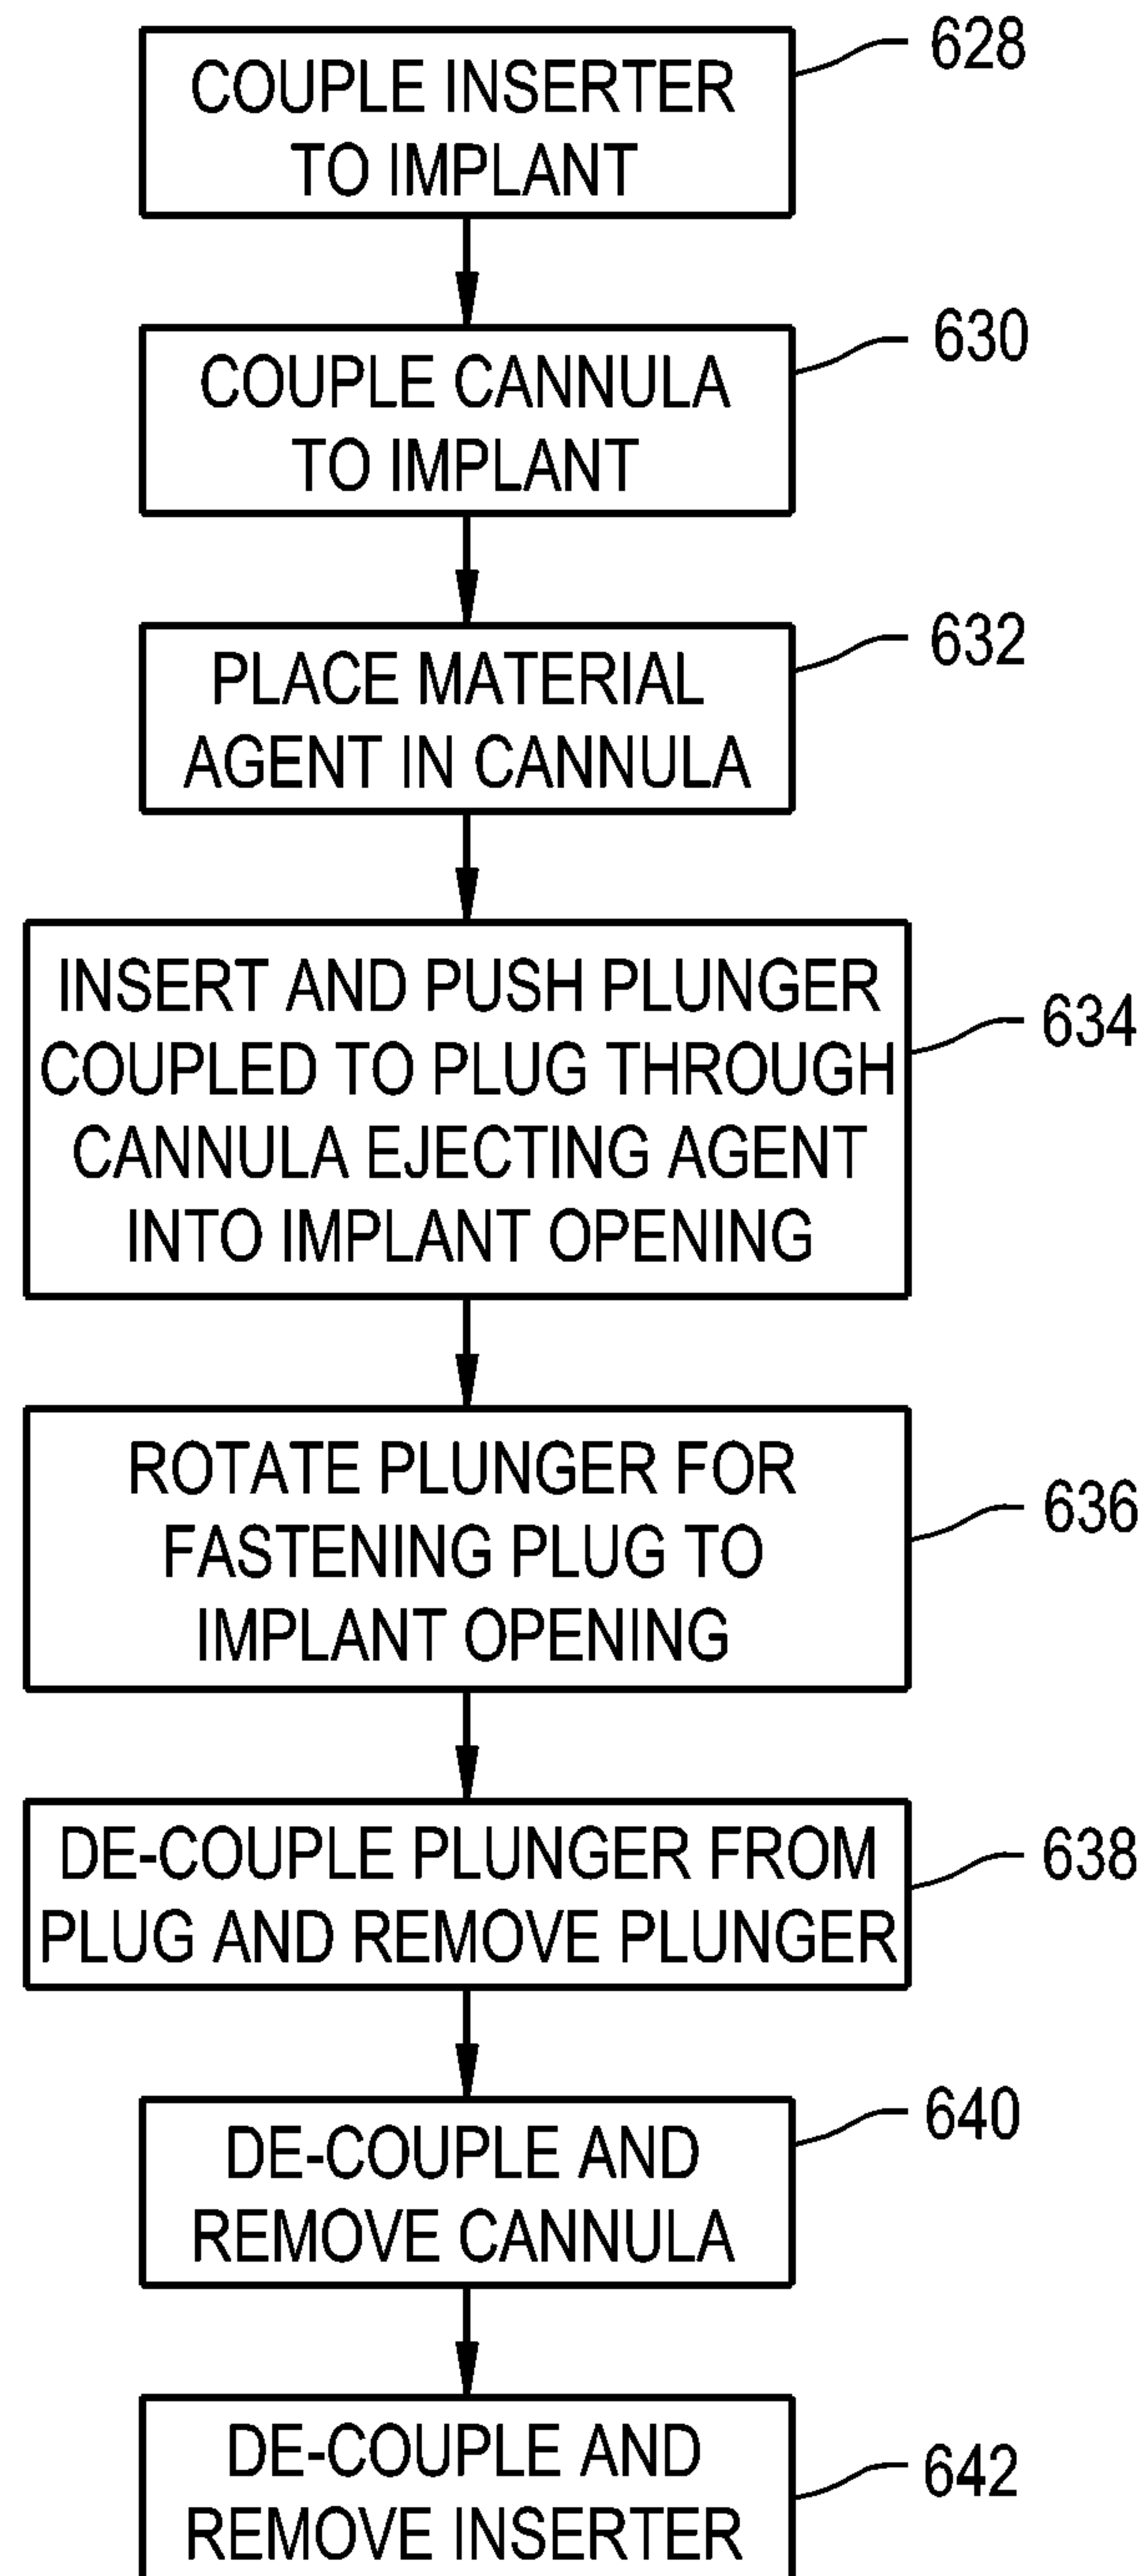 COUPLE INSERTER
TO IMPLANT
628
COUPLE CANNULA
TO IMPLANT
630
PLACE MATERIAL
AGENT IN CANNULA
632
INSERT AND PUSH PLUNGER
COUPLED TO PLUG THROUGH
CANNULA EJECTING AGENT
INTO IMPLANT OPENING
634
ROTATE PLUNGER FOR
FASTENING PLUG TO
IMPLANT OPENING
636
DE-COUPLE PLUNGER FROM
PLUG AND REMOVE PLUNGER
638
DE-COUPLE AND
REMOVE CANNULA
640
DE-COUPLE AND
REMOVE INSERTER
642